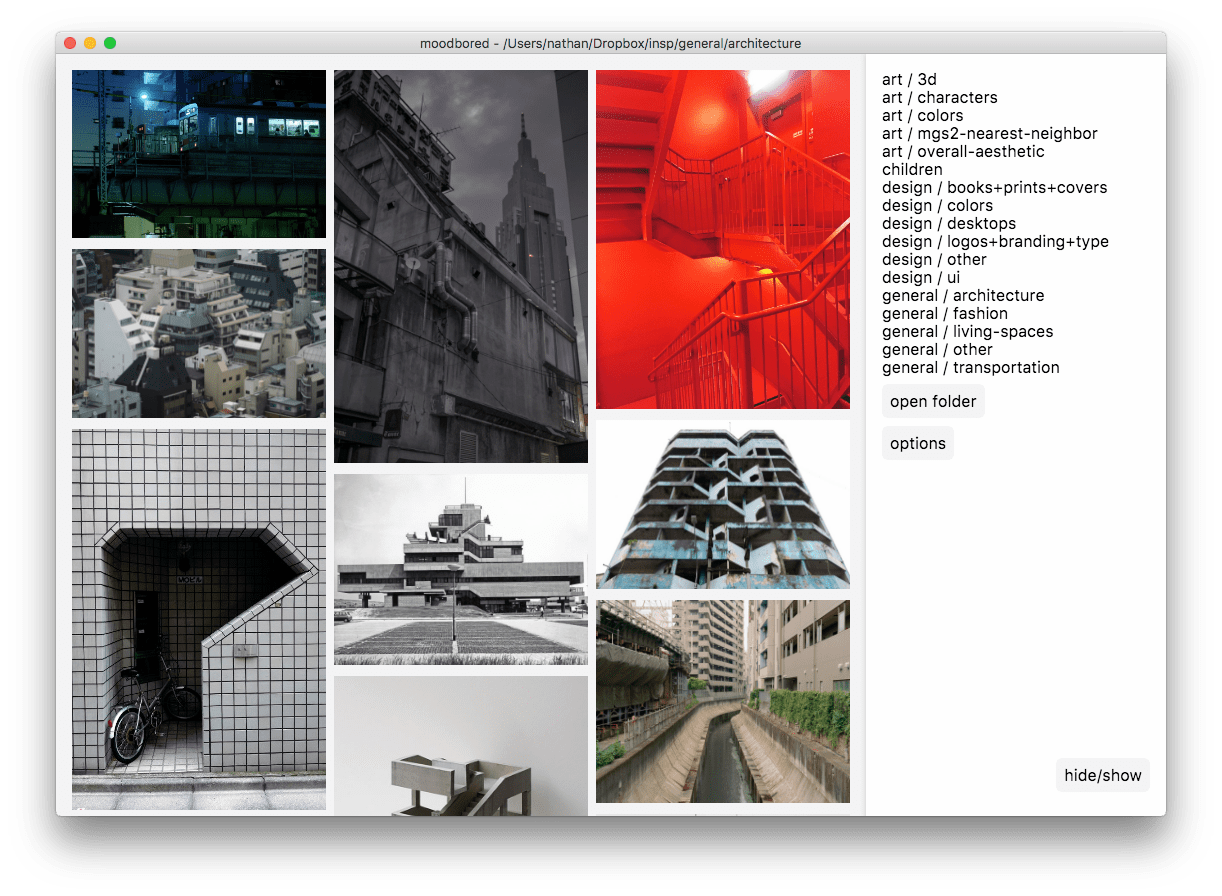 moodbored - /Users/nathan/Dropbox/insp/general/architecture
art / 3d
art / characters
art / colors
art / mgs2-nearest-neighbor
art / overall-aesthetic
children
design / books+prints+covers
design / colors
design / desktops
design / logos+branding+type
design / other
design / ui
general / architecture
general / fashion
general / living-spaces
general / other
general / transportation
open folder
options
hide/show